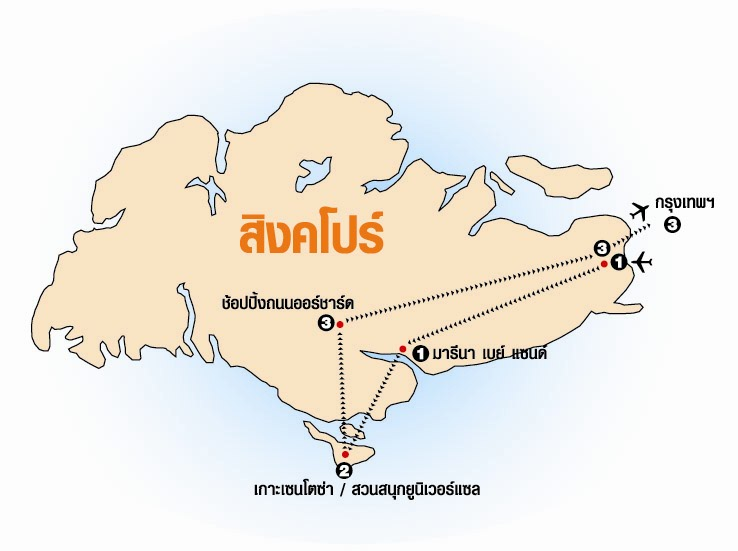 กรุงเทพฯ
3
3
1
สิงคโปร์
ช้อปปิ้งถนนออร์ชาร์ด
3
1 มารีนา เบย์ แซนด์
2
เกาะเซนโตซ่า / สวนสนุกยูนิเวอร์แซล